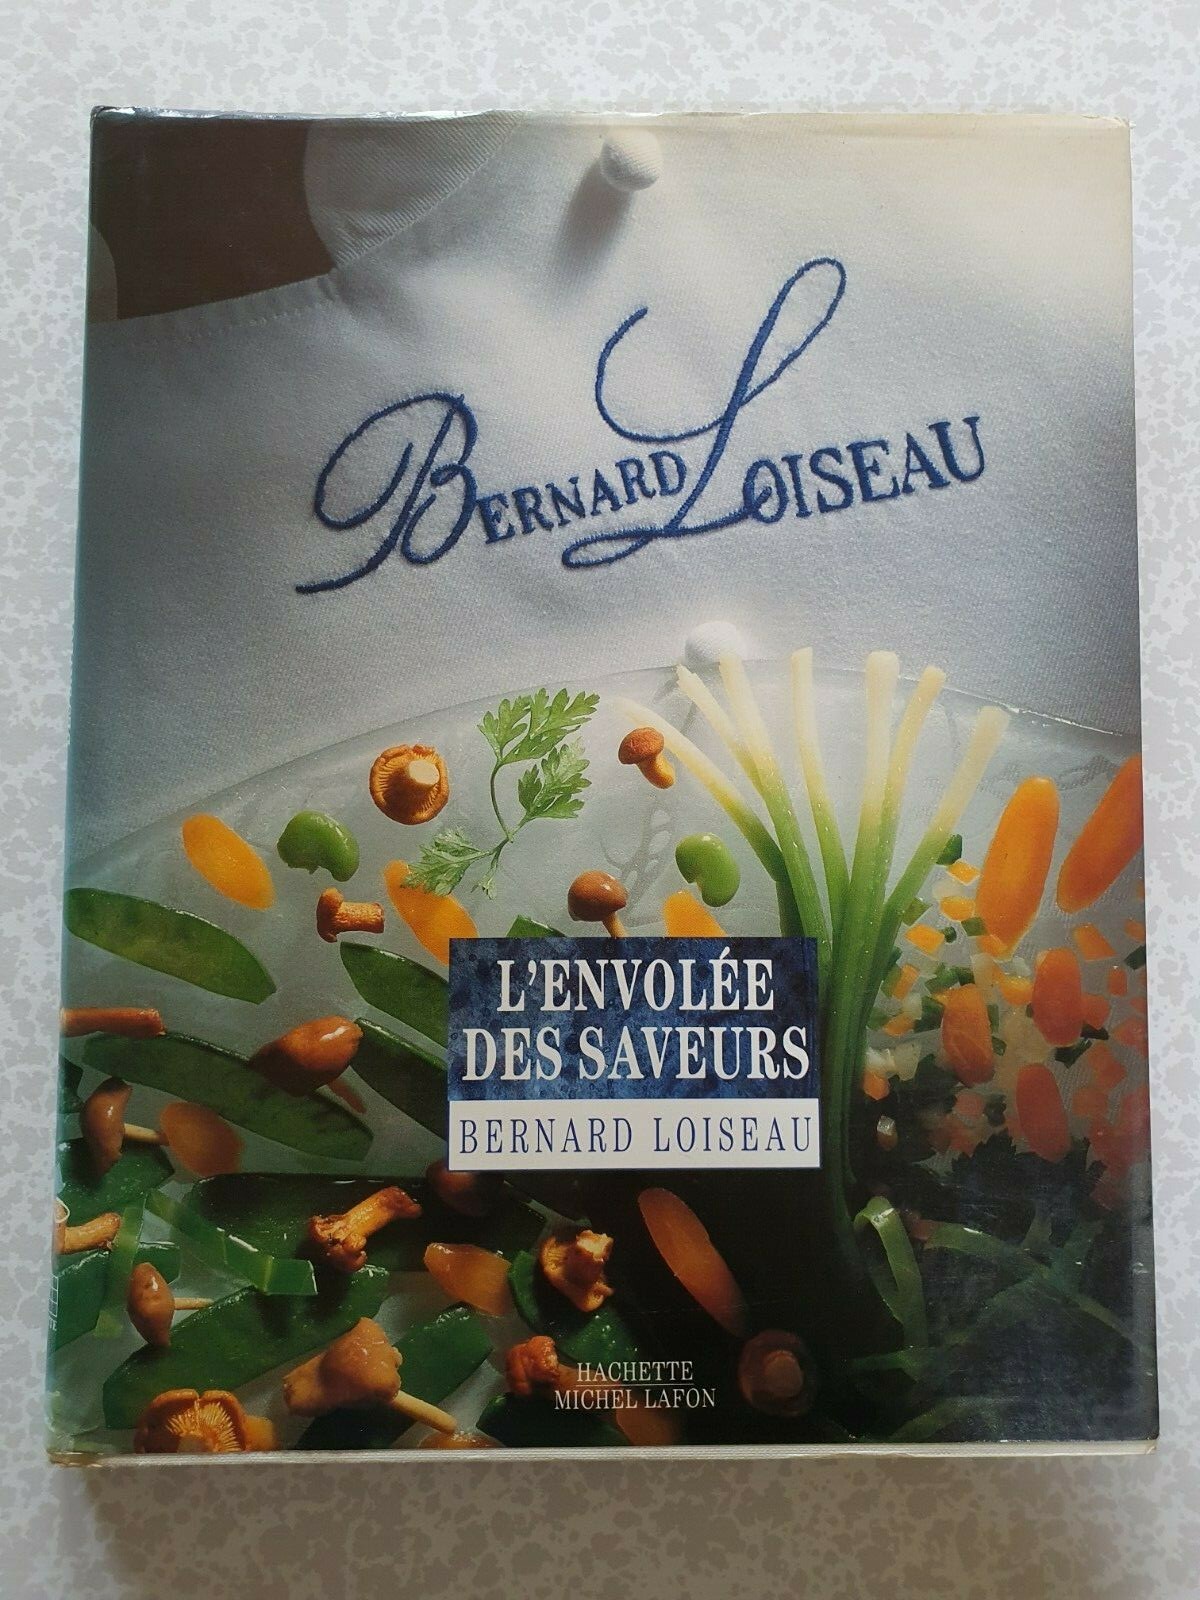 BERNARD LOISEAU
L'ENVOLÉE
DES SAVEURS
BERNARD LOISEAU
HACHETTE
MICHEL LAFON